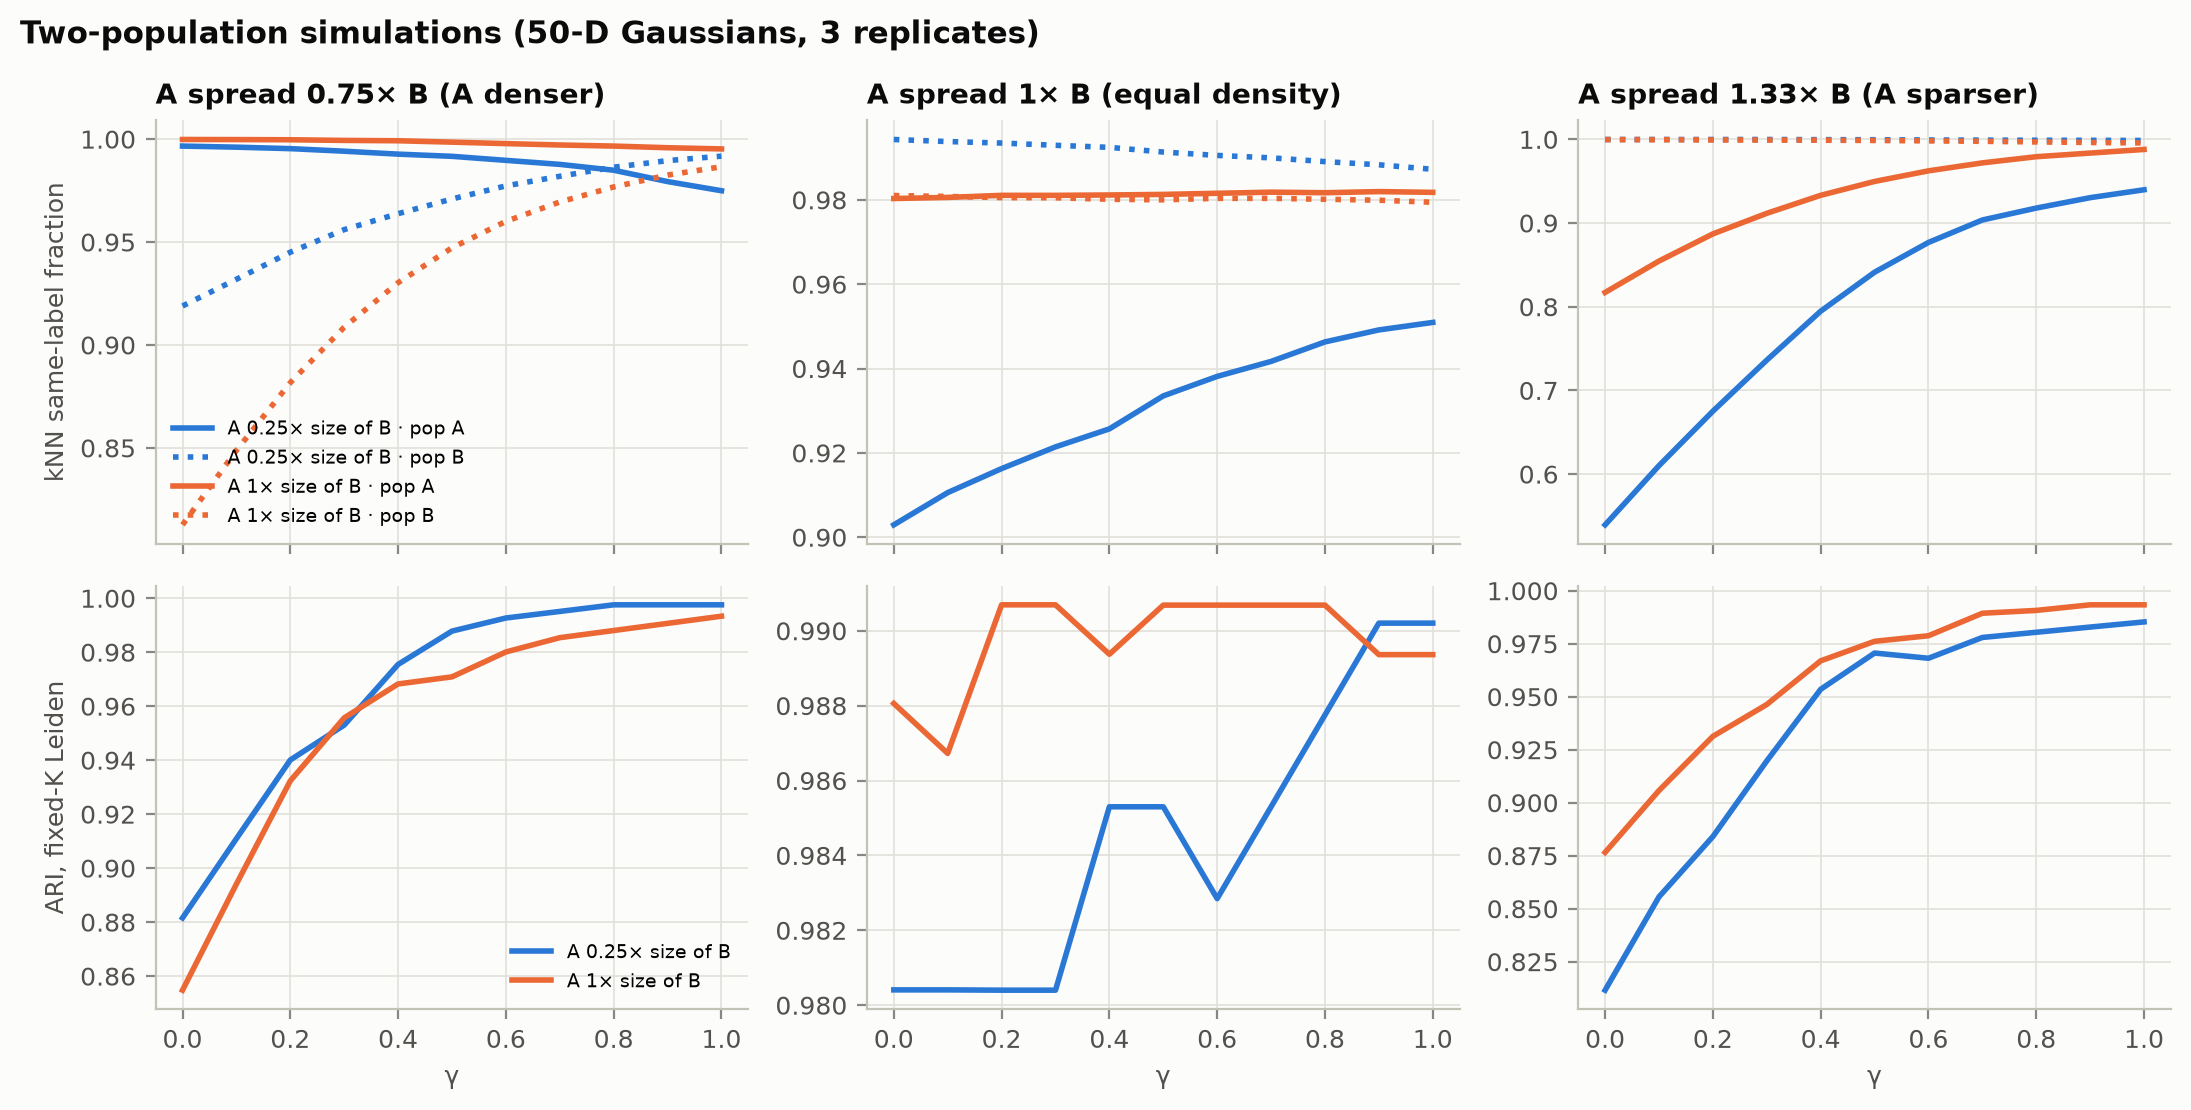 Two-population simulations (50-D Gaussians, 3 replicates)
A spread 0.75× B (A denser)
A spread 1× B (equal density)
A spread 1.33× B (A sparser)
kNN same-label fraction
1.00
0.95
0.90
0.85
A 0.25× size of B · pop A
A 0.25× size of B · pop B
A 1× size of B · pop A
A 1× size of B · pop B
0.98
0.96
0.94
0.92
0.90
1.0
0.9
0.8
0.7
0.6
ARI, fixed-K Leiden
1.00
0.98
0.96
0.94
0.92
0.90
0.88
0.86
A 0.25× size of B
A 1× size of B
0.0 0.2 0.4 0.6 0.8 1.0
γ
0.990
0.988
0.986
0.984
0.982
0.980
0.0 0.2 0.4 0.6 0.8 1.0
γ
1.000
0.975
0.950
0.925
0.900
0.875
0.850
0.825
0.0 0.2 0.4 0.6 0.8 1.0
γ